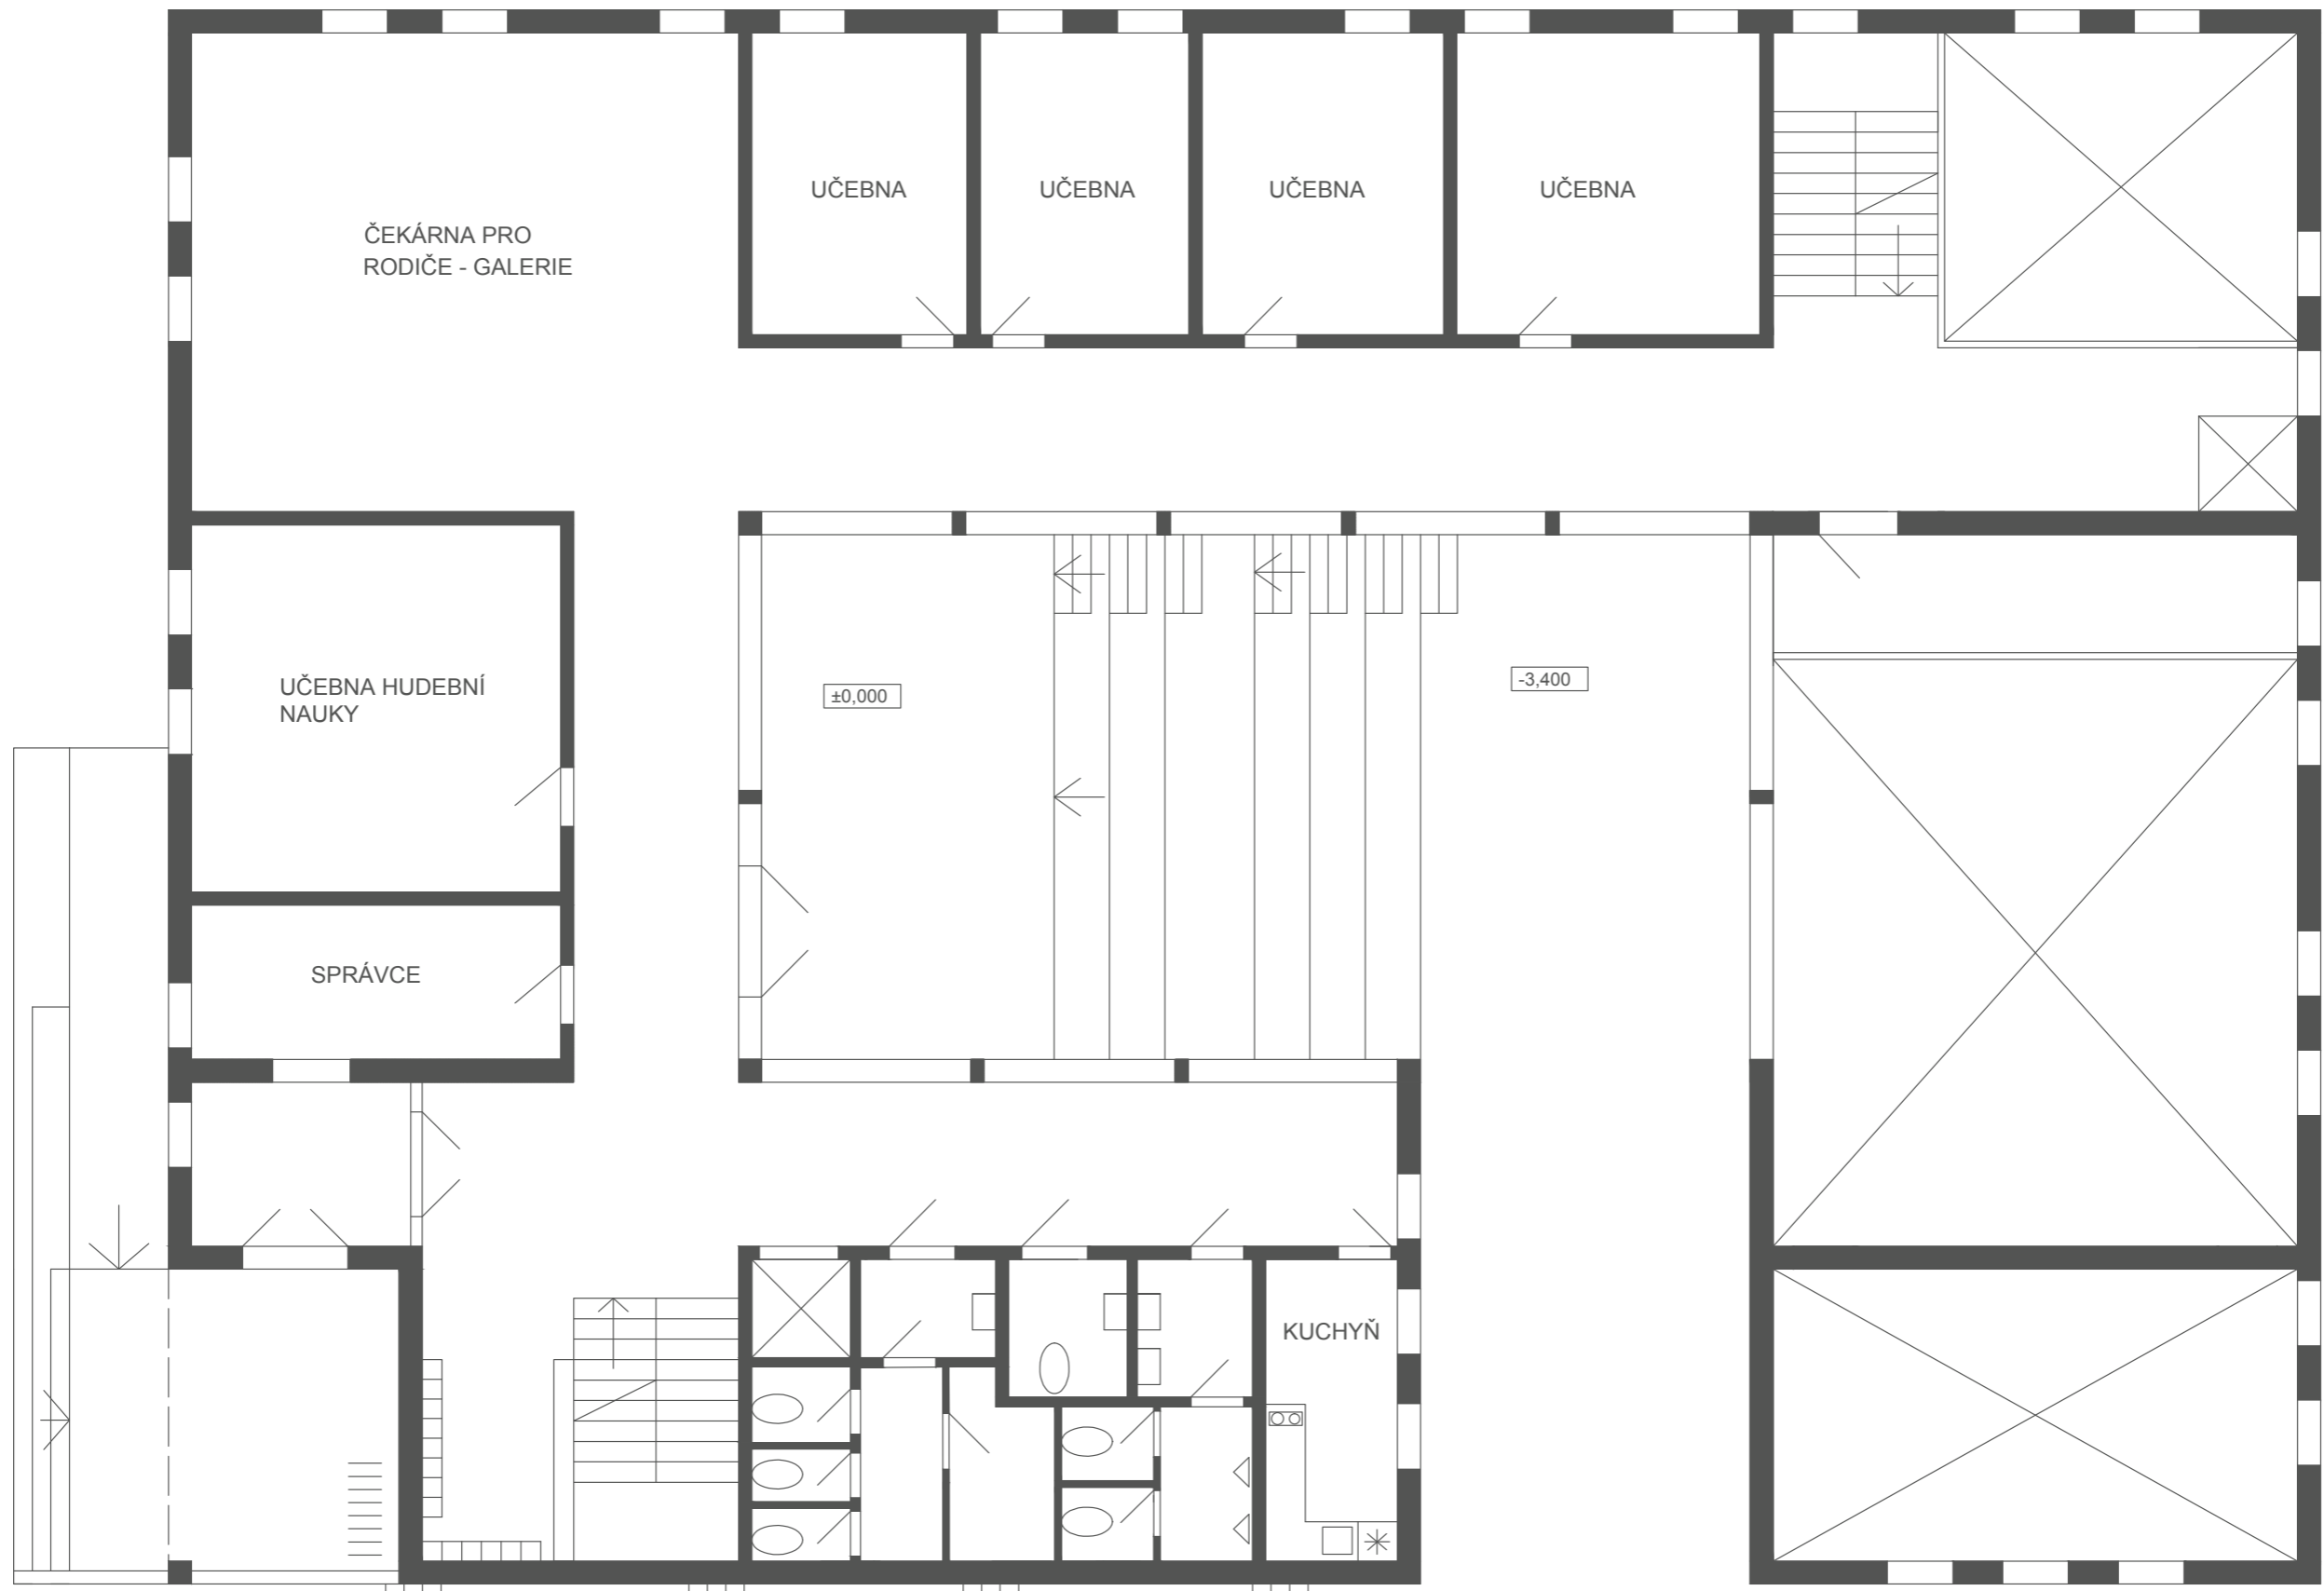 UČEBNA
UČEBNA
UČEBNA
UČEBNA
ČEKÁRNA PRO
RODIČE - GALERIE
UČEBNA HUDEBNÍ
NAUKY
±0,000
-3,400
SPRÁVCE
KUCHYŇ